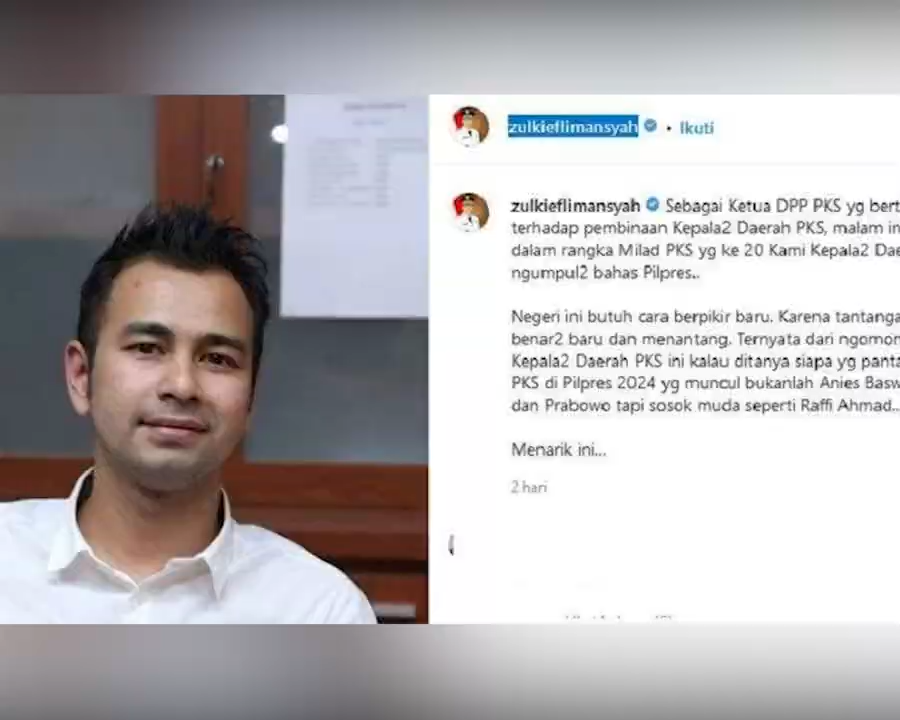 zulkieflimansyah • Ikuti
zulkieflimansyah Sebagai Ketua DPP PKS yg bert
terhadap pembinaan Kepala2 Daerah PKS, malam in
dalam rangka Milad PKS yg ke 20 Kami Kepala2 Dae
ngumpul2 bahas Pilpres..
Negeri ini butuh cara berpikir baru. Karena tantanga
benar2 baru dan menantang. Ternyata dari ngomon
Kepala2 Daerah PKS ini kalau ditanya siapa yg panta
PKS di Pilpres 2024 yg muncul bukanlah Anies Basw
dan Prabowo tapi sosok muda seperti Raffi Ahmad..
Menarik ini...
2 hari